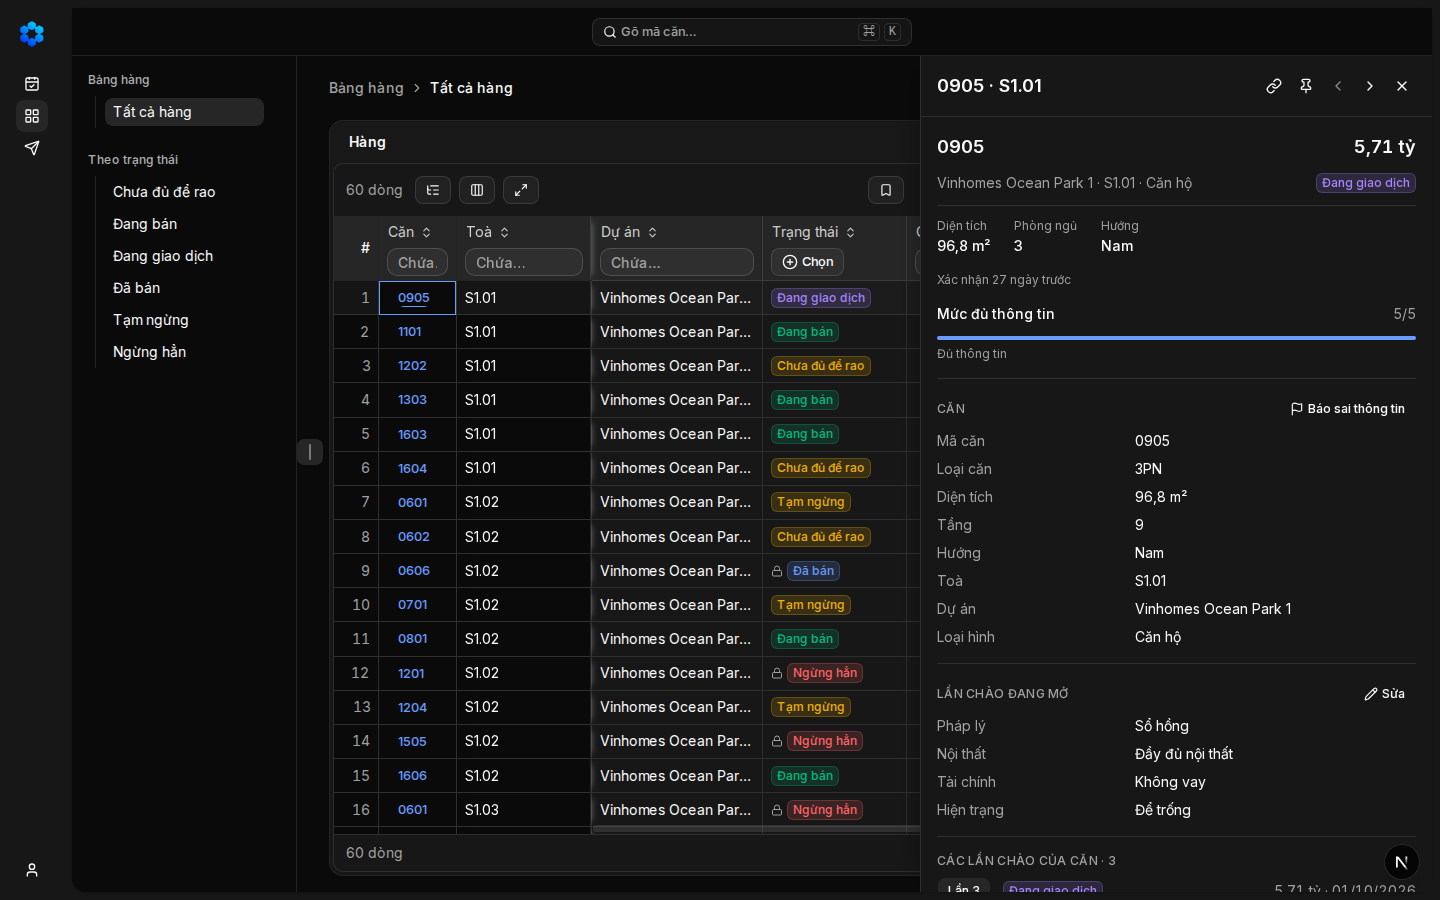 Gõ mã căn... ⌘ K
Bảng hàng
Tất cả hàng
Theo trạng thái
Chưa đủ để rao
Đang bán
Đang giao dịch
Đã bán
Tạm ngừng
Ngừng hẳn
Bảng hàng > Tất cả hàng
Hàng
60 dòng
# Căn Toà Dự án Trạng thái
Chứa... Chứa... Chứa... Chọn
1 0905 S1.01 Vinhomes Ocean Par... Đang giao dịch
2 1101 S1.01 Vinhomes Ocean Par... Đang bán
3 1202 S1.01 Vinhomes Ocean Par... Chưa đủ để rao
4 1303 S1.01 Vinhomes Ocean Par... Đang bán
5 1603 S1.01 Vinhomes Ocean Par... Đang bán
6 1604 S1.01 Vinhomes Ocean Par... Chưa đủ để rao
7 0601 S1.02 Vinhomes Ocean Par... Tạm ngừng
8 0602 S1.02 Vinhomes Ocean Par... Chưa đủ để rao
9 0606 S1.02 Vinhomes Ocean Par... Đã bán
10 0701 S1.02 Vinhomes Ocean Par... Tạm ngừng
11 0801 S1.02 Vinhomes Ocean Par... Đang bán
12 1201 S1.02 Vinhomes Ocean Par... Ngừng hẳn
13 1204 S1.02 Vinhomes Ocean Par... Tạm ngừng
14 1505 S1.02 Vinhomes Ocean Par... Ngừng hẳn
15 1606 S1.02 Vinhomes Ocean Par... Đang bán
16 0601 S1.03 Vinhomes Ocean Par... Ngừng hẳn
60 dòng
0905 · S1.01
0905 5,71 tỷ
Vinhomes Ocean Park 1 · S1.01 · Căn hộ Đang giao dịch
Diện tích Phòng ngủ Hướng
96,8 m² 3 Nam
Xác nhận 27 ngày trước
Mức đủ thông tin 5/5
Đủ thông tin
CĂN Báo sai thông tin
Mã căn 0905
Loại căn 3PN
Diện tích 96,8 m²
Tầng 9
Hướng Nam
Toà S1.01
Dự án Vinhomes Ocean Park 1
Loại hình Căn hộ
LẦN CHÀO ĐANG MỞ Sửa
Pháp lý Sổ hồng
Nội thất Đầy đủ nội thất
Tài chính Không vay
Hiện trạng Để trống
CÁC LẦN CHÀO CỦA CĂN · 3
Lần 3 Đang giao dịch 5,71 tỷ · 01/10/2026